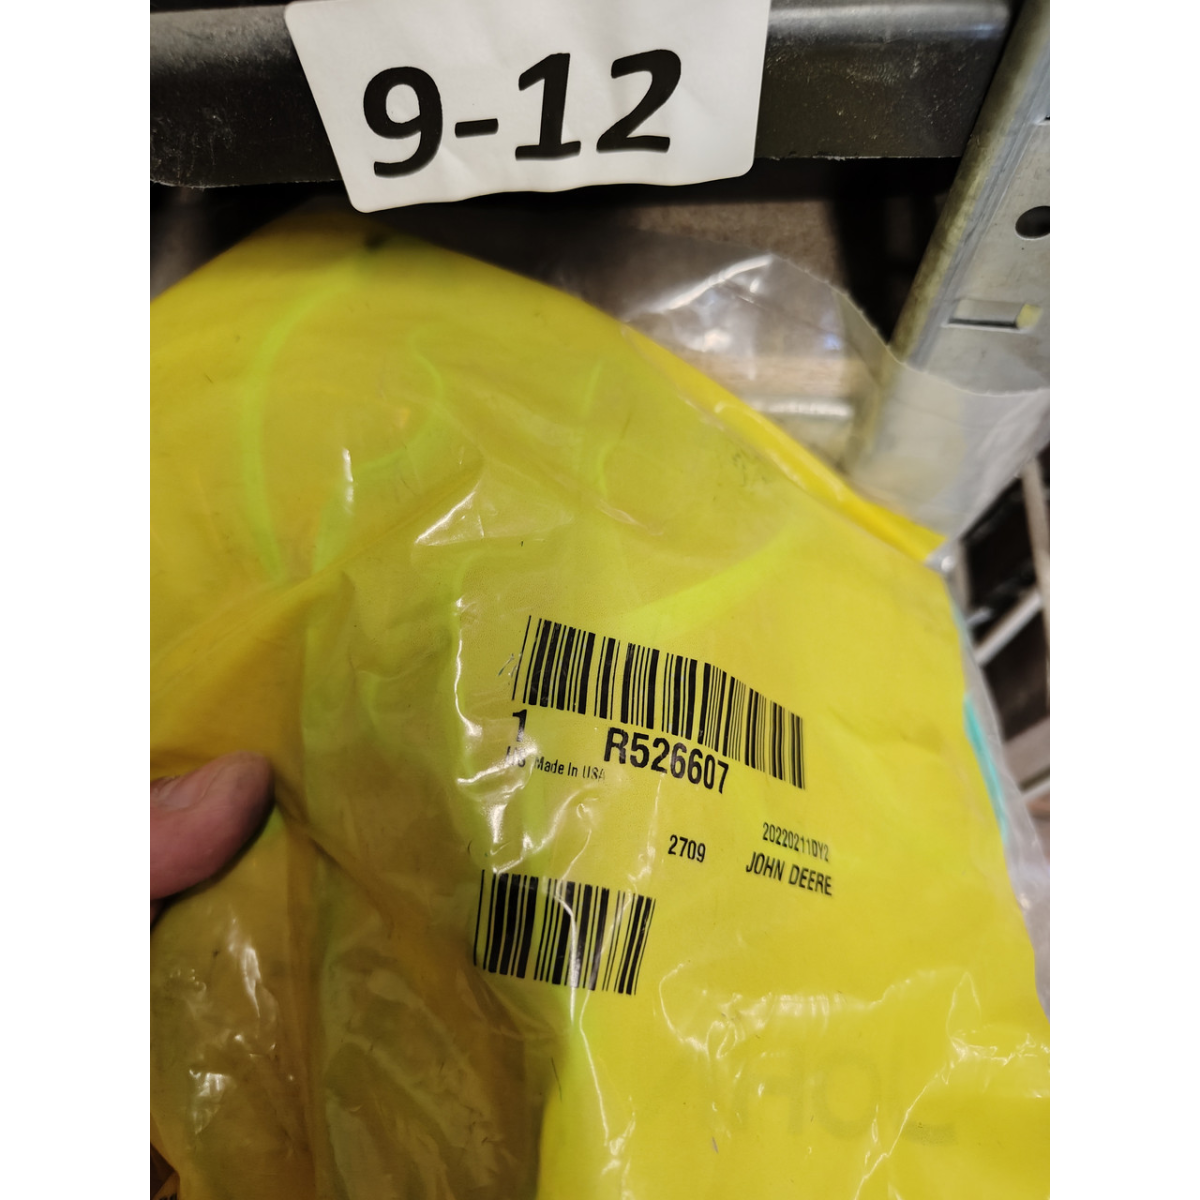 9-12
1 R526607
Made In USA
2709 20220211DY2
JOHN DEERE